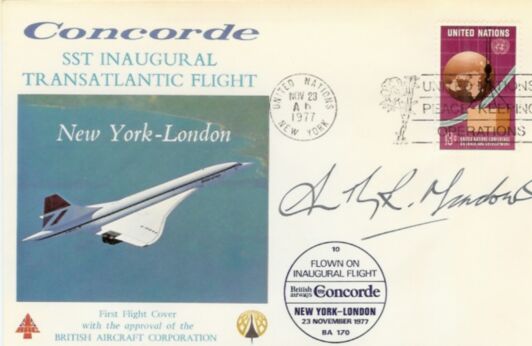 Concorde
SST INAUGURAL
TRANSATLANTIC FLIGHT
New York-London
First Flight Cover
with the approval of the
BRITISH AIRCRAFT CORPORATION
UNITED NATIONS
NOV 23
1977
NEW YORK
UNITED NATIONS
UNITED NATIONS
PEACE-KEEPING
OPERATIONS
10
FLOWN ON
INAUGURAL FLIGHT
British airways Concorde
NEW YORK-LONDON
23 NOVEMBER 1977
BA 170